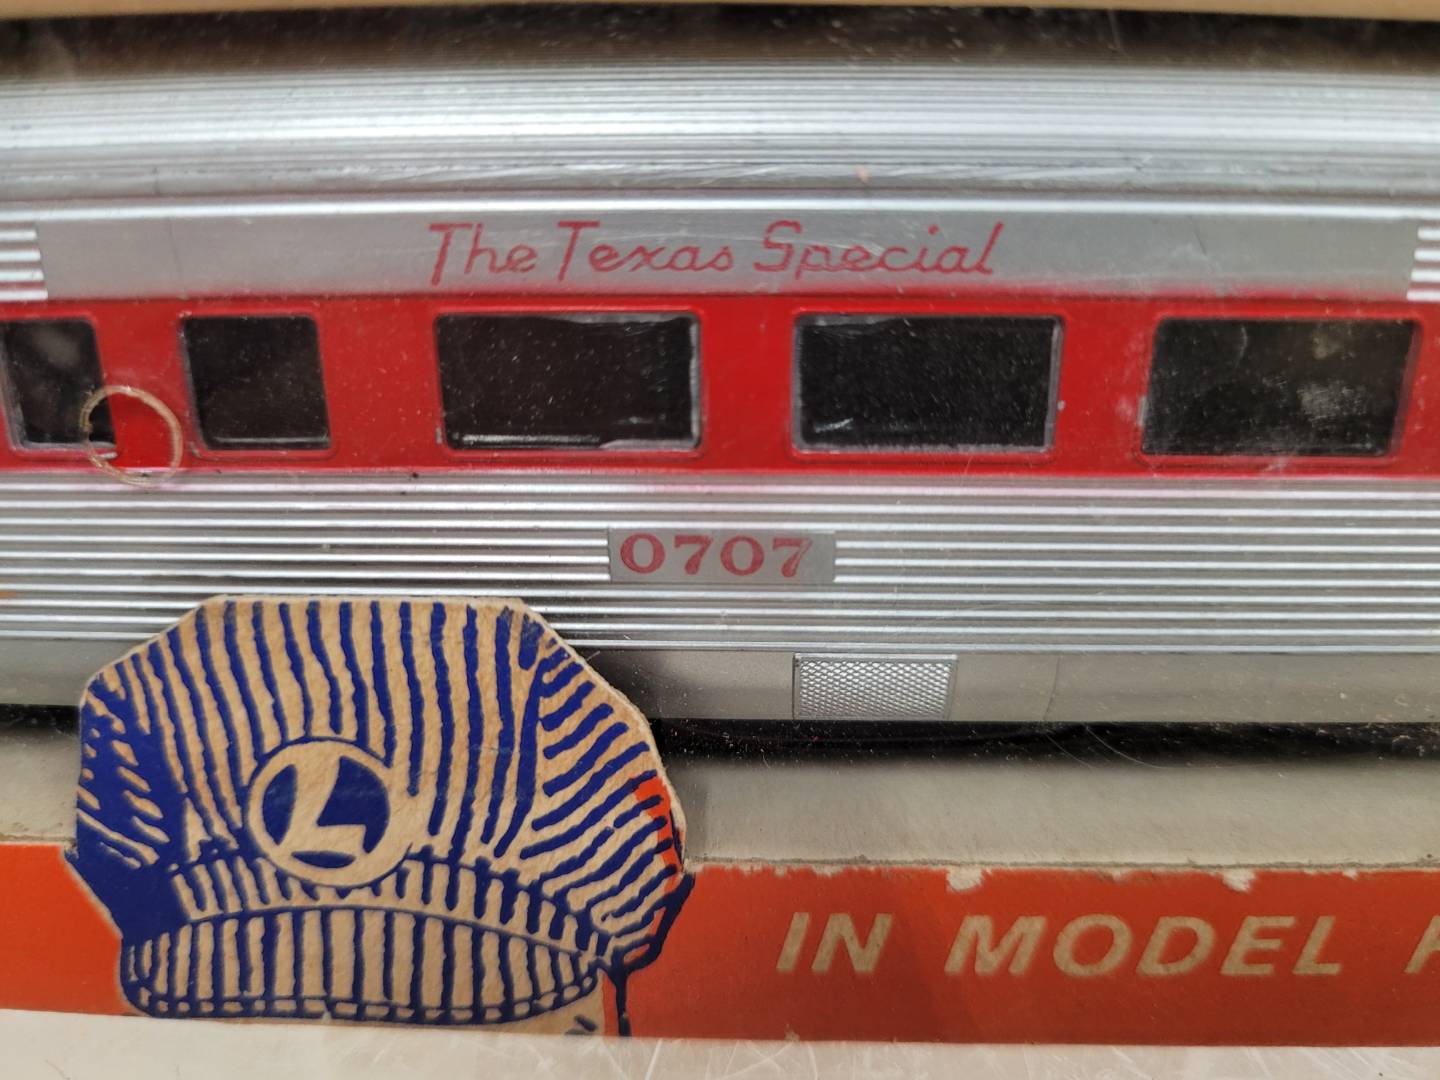 The Texas Special
0707
L
IN MODEL